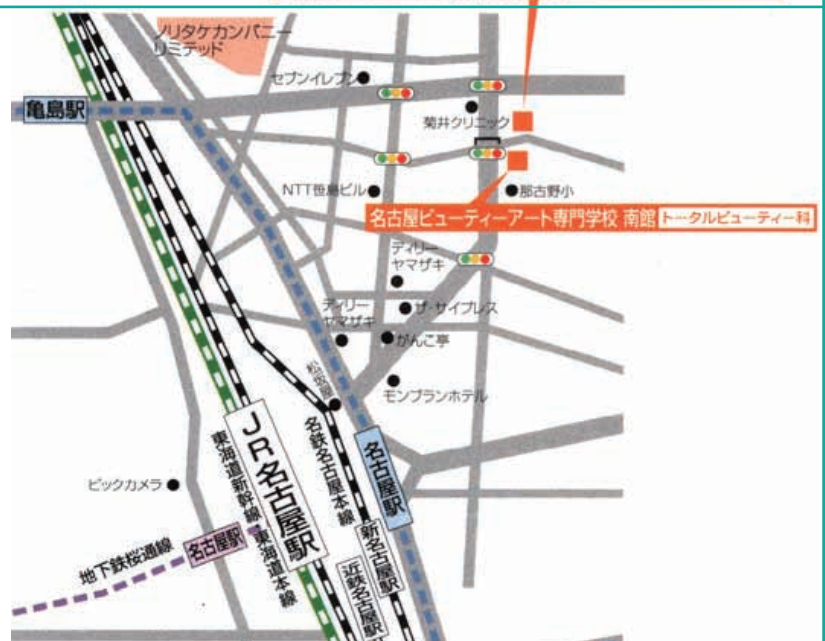 ノリタケカンパニー
リミテッド
セブンイレブン
亀島駅
菊井クリニック
NTT笹島ビル
那古野小
名古屋ビューティーアート専門学校 南館 トータルビューティー科
ディリー
ヤマザキ
ディリー
ヤマザキ
ザ・サイプレス
がんこ亭
松坂屋
モンブランホテル
JR名古屋駅
東海道新幹線
東海道本線
名鉄名古屋本線
名古屋駅
ビックカメラ
名古屋駅
地下鉄桜通線
新名古屋駅
近鉄名古屋駅